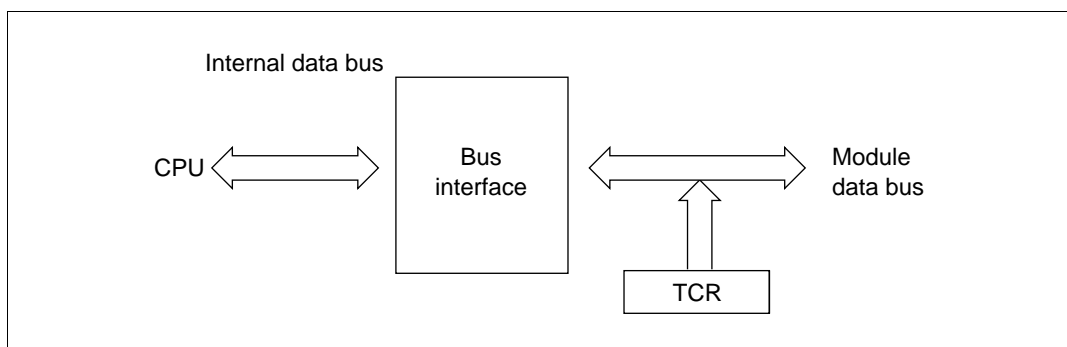 Internal data bus
CPU
Bus
interface
Module
data bus
TCR